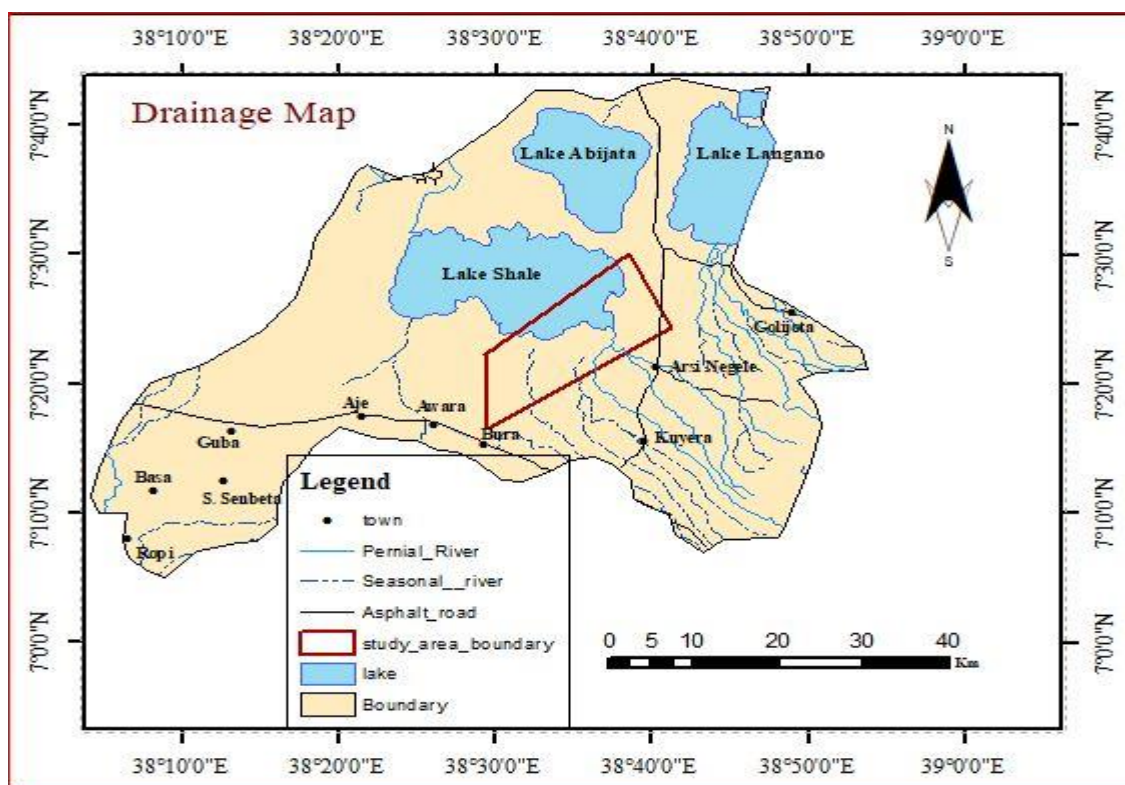 38°10'0"E 38°20'0"E 38°30'0"E 38°40'0"E 38°50'0"E 39°0'0"E
Drainage Map
7°40'0"N
7°40'0"N
Lake Abijata
Lake Langano
N
S
7°30'0"N
7°30'0"N
Lake Shale
Golijota
7°20'0"N
7°20'0"N
Arsi Negele
Aje
Awara
Guba
Bura
Kuyera
Basa
S. Senbeta
7°10'0"N
7°10'0"N
Ropi
Legend
town
Pernial_River
Seasonal__river
Asphalt_road
study_area_boundary
lake
Boundary
7°0'0"N
7°0'0"N
0 5 10 20 30 40
Km
38°10'0"E 38°20'0"E 38°30'0"E 38°40'0"E 38°50'0"E 39°0'0"E